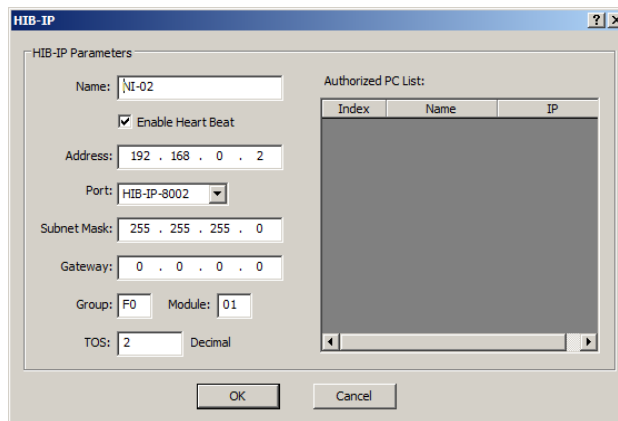 HIB-IP
HIB-IP Parameters
Name: NI-02
Enable Heart Beat
Address: 192 . 168 . 0 . 2
Port: HIB-IP-8002
Subnet Mask: 255 . 255 . 255 . 0
Gateway: 0 . 0 . 0 . 0
Group: F0 Module: 01
TOS: 2 Decimal
Authorized PC List:
Index Name IP
OK Cancel